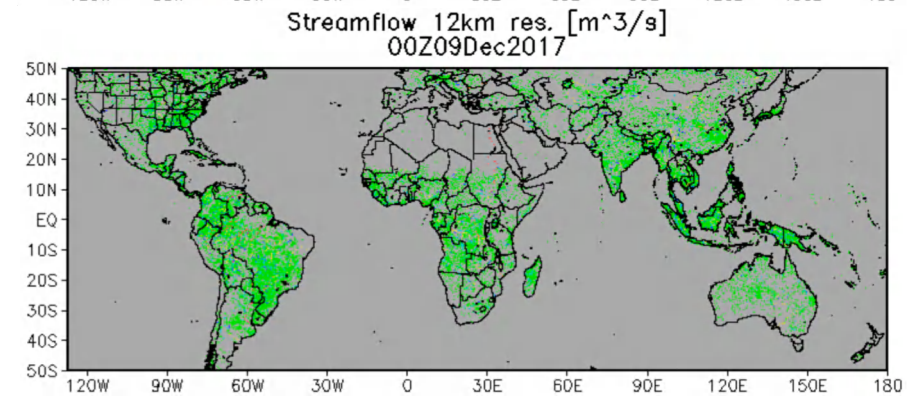 Streamflow 12km res. [m^3/s]
00Z09Dec2017
50N
40N
30N
20N
10N
EQ
10S
20S
30S
40S
50S
120W 90W 60W 30W 0 30E 60E 90E 120E 150E 180